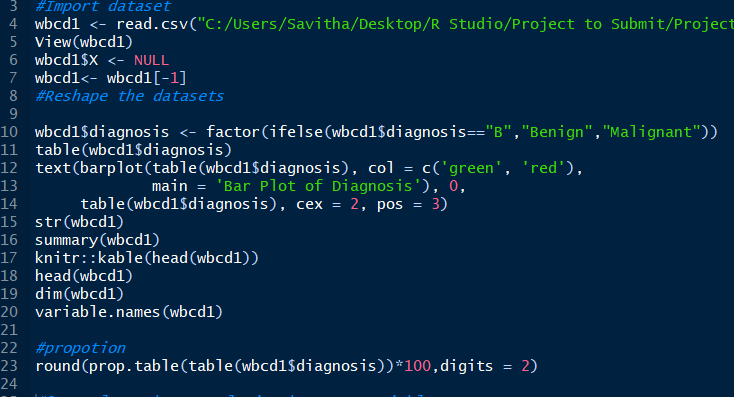 3 #Import dataset
4 wbcd1 <- read.csv("C:/Users/Savitha/Desktop/R Studio/Project to Submit/Project
5 View(wbcd1)
6 wbcd1$X <- NULL
7 wbcd1<- wbcd1[-1]
8 #Reshape the datasets
9
10 wbcd1$diagnosis <- factor(ifelse(wbcd1$diagnosis=="B","Benign","Malignant"))
11 table(wbcd1$diagnosis)
12 text(barplot(table(wbcd1$diagnosis), col = c('green', 'red'),
13 main = 'Bar Plot of Diagnosis'), 0,
14 table(wbcd1$diagnosis), cex = 2, pos = 3)
15 str(wbcd1)
16 summary(wbcd1)
17 knitr::kable(head(wbcd1))
18 head(wbcd1)
19 dim(wbcd1)
20 variable.names(wbcd1)
21
22 #propotion
23 round(prop.table(table(wbcd1$diagnosis))*100,digits = 2)
24